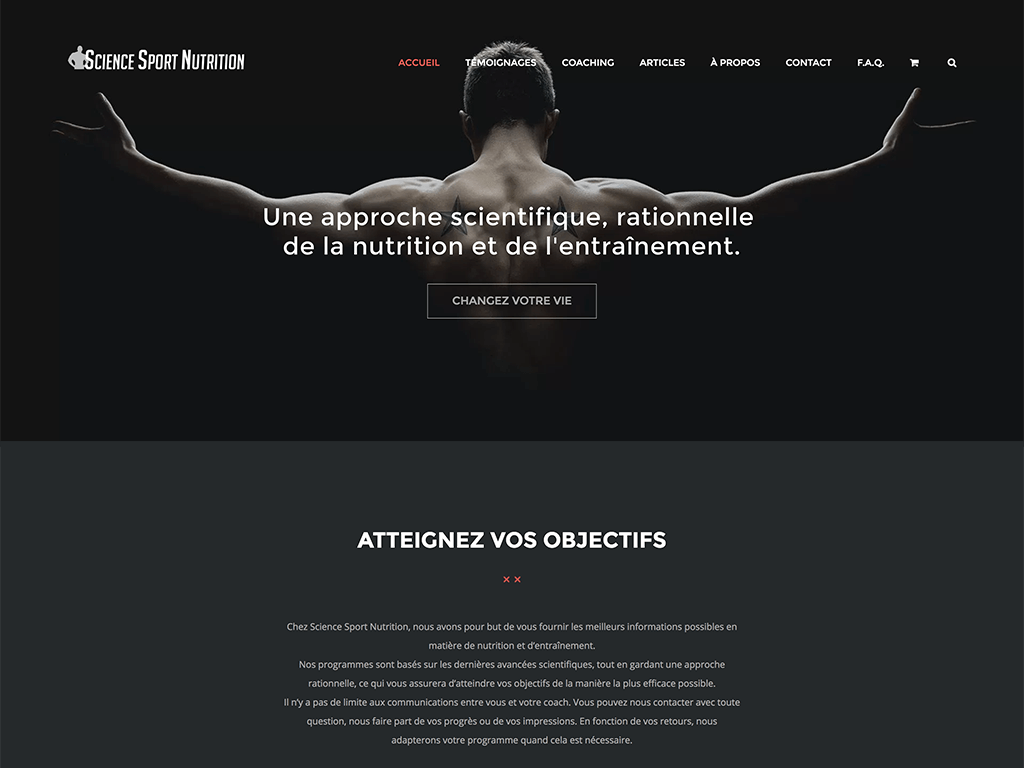 SCIENCE SPORT NUTRITION
ACCUEIL TÉMOIGNAGES COACHING ARTICLES À PROPOS CONTACT F.A.Q.
Une approche scientifique, rationnelle
de la nutrition et de l'entraînement.
CHANGEZ VOTRE VIE
ATTEIGNEZ VOS OBJECTIFS
Chez Science Sport Nutrition, nous avons pour but de vous fournir les meilleurs informations possibles en
matière de nutrition et d'entraînement.
Nos programmes sont basés sur les dernières avancées scientifiques, tout en gardant une approche
rationnelle, ce qui vous assurera d'atteindre vos objectifs de la manière la plus efficace possible.
Il n'y a pas de limite aux communications entre vous et votre coach. Vous pouvez nous contacter avec toute
question, nous faire part de vos progrès ou de vos impressions. En fonction de vos retours, nous
adapterons votre programme quand cela est nécessaire.